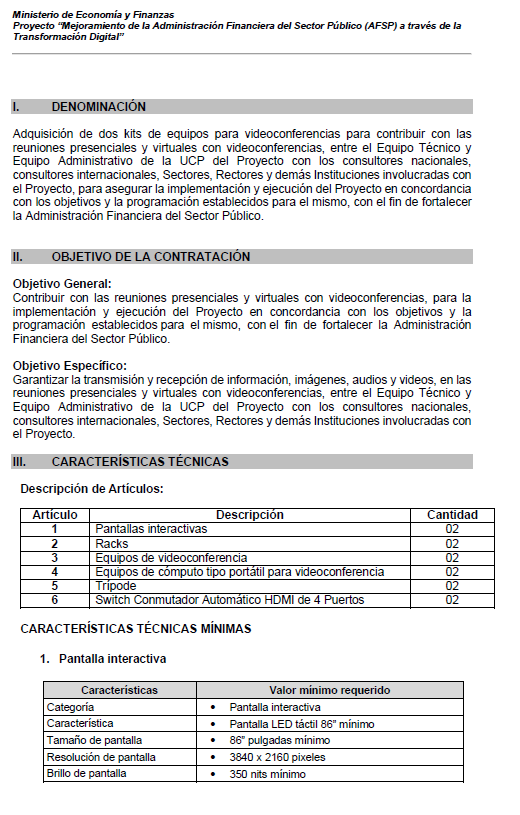 Ministerio de Economía y Finanzas
Proyecto "Mejoramiento de la Administración Financiera del Sector Público (AFSP) a través de la
Transformación Digital"
I. DENOMINACIÓN
Adquisición de dos kits de equipos para videoconferencias para contribuir con las
reuniones presenciales y virtuales con videoconferencias, entre el Equipo Técnico y
Equipo Administrativo de la UCP del Proyecto con los consultores nacionales,
consultores internacionales, Sectores, Rectores y demás Instituciones involucradas con
el Proyecto, para asegurar la implementación y ejecución del Proyecto en concordancia
con los objetivos y la programación establecidos para el mismo, con el fin de fortalecer
la Administración Financiera del Sector Público.
II. OBJETIVO DE LA CONTRATACIÓN
Objetivo General:
Contribuir con las reuniones presenciales y virtuales con videoconferencias, para la
implementación y ejecución del Proyecto en concordancia con los objetivos y la
programación establecidos para el mismo, con el fin de fortalecer la Administración
Financiera del Sector Público.
Objetivo Específico:
Garantizar la transmisión y recepción de información, imágenes, audios y videos, en las
reuniones presenciales y virtuales con videoconferencias, entre el Equipo Técnico y
Equipo Administrativo de la UCP del Proyecto con los consultores nacionales,
consultores internacionales, Sectores, Rectores y demás Instituciones involucradas con
el Proyecto.
III. CARACTERÍSTICAS TÉCNICAS
Descripción de Artículos:
Artículo Descripción Cantidad
1 Pantallas interactivas 02
2 Racks 02
3 Equipos de videoconferencia 02
4 Equipos de cómputo tipo portátil para videoconferencia 02
5 Trípode 02
6 Switch Conmutador Automático HDMI de 4 Puertos 02
CARACTERÍSTICAS TÉCNICAS MÍNIMAS
1. Pantalla interactiva
Características Valor mínimo requerido
Categoría • Pantalla interactiva
Característica • Pantalla LED táctil 86" mínimo
Tamaño de pantalla • 86" pulgadas mínimo
Resolución de pantalla • 3840 x 2160 pixeles
Brillo de pantalla • 350 nits mínimo